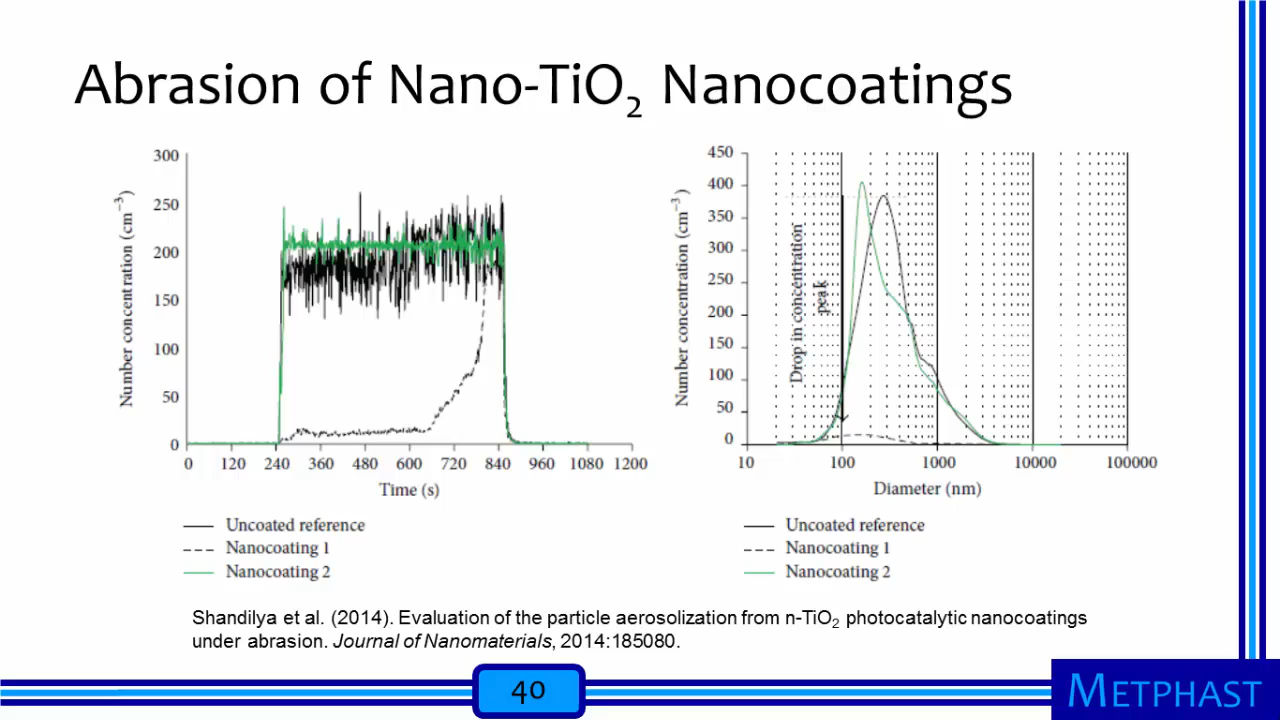 Abrasion of Nano-TiO₂ Nanocoatings
Number concentration (cm⁻³)
300
250
200
150
100
50
0
0 120 240 360 480 600 720 840 960 1080 1200
Time (s)
Uncoated reference
Nanocoating 1
Nanocoating 2
Number concentration (cm⁻³)
450
400
350
300
250
200
150
100
50
0
Drop in concentration
peak
10 100 1000 10000 100000
Diameter (nm)
Uncoated reference
Nanocoating 1
Nanocoating 2
Shandilya et al. (2014). Evaluation of the particle aerosolization from n-TiO₂ photocatalytic nanocoatings
under abrasion. Journal of Nanomaterials, 2014:185080.
40
METPHAST